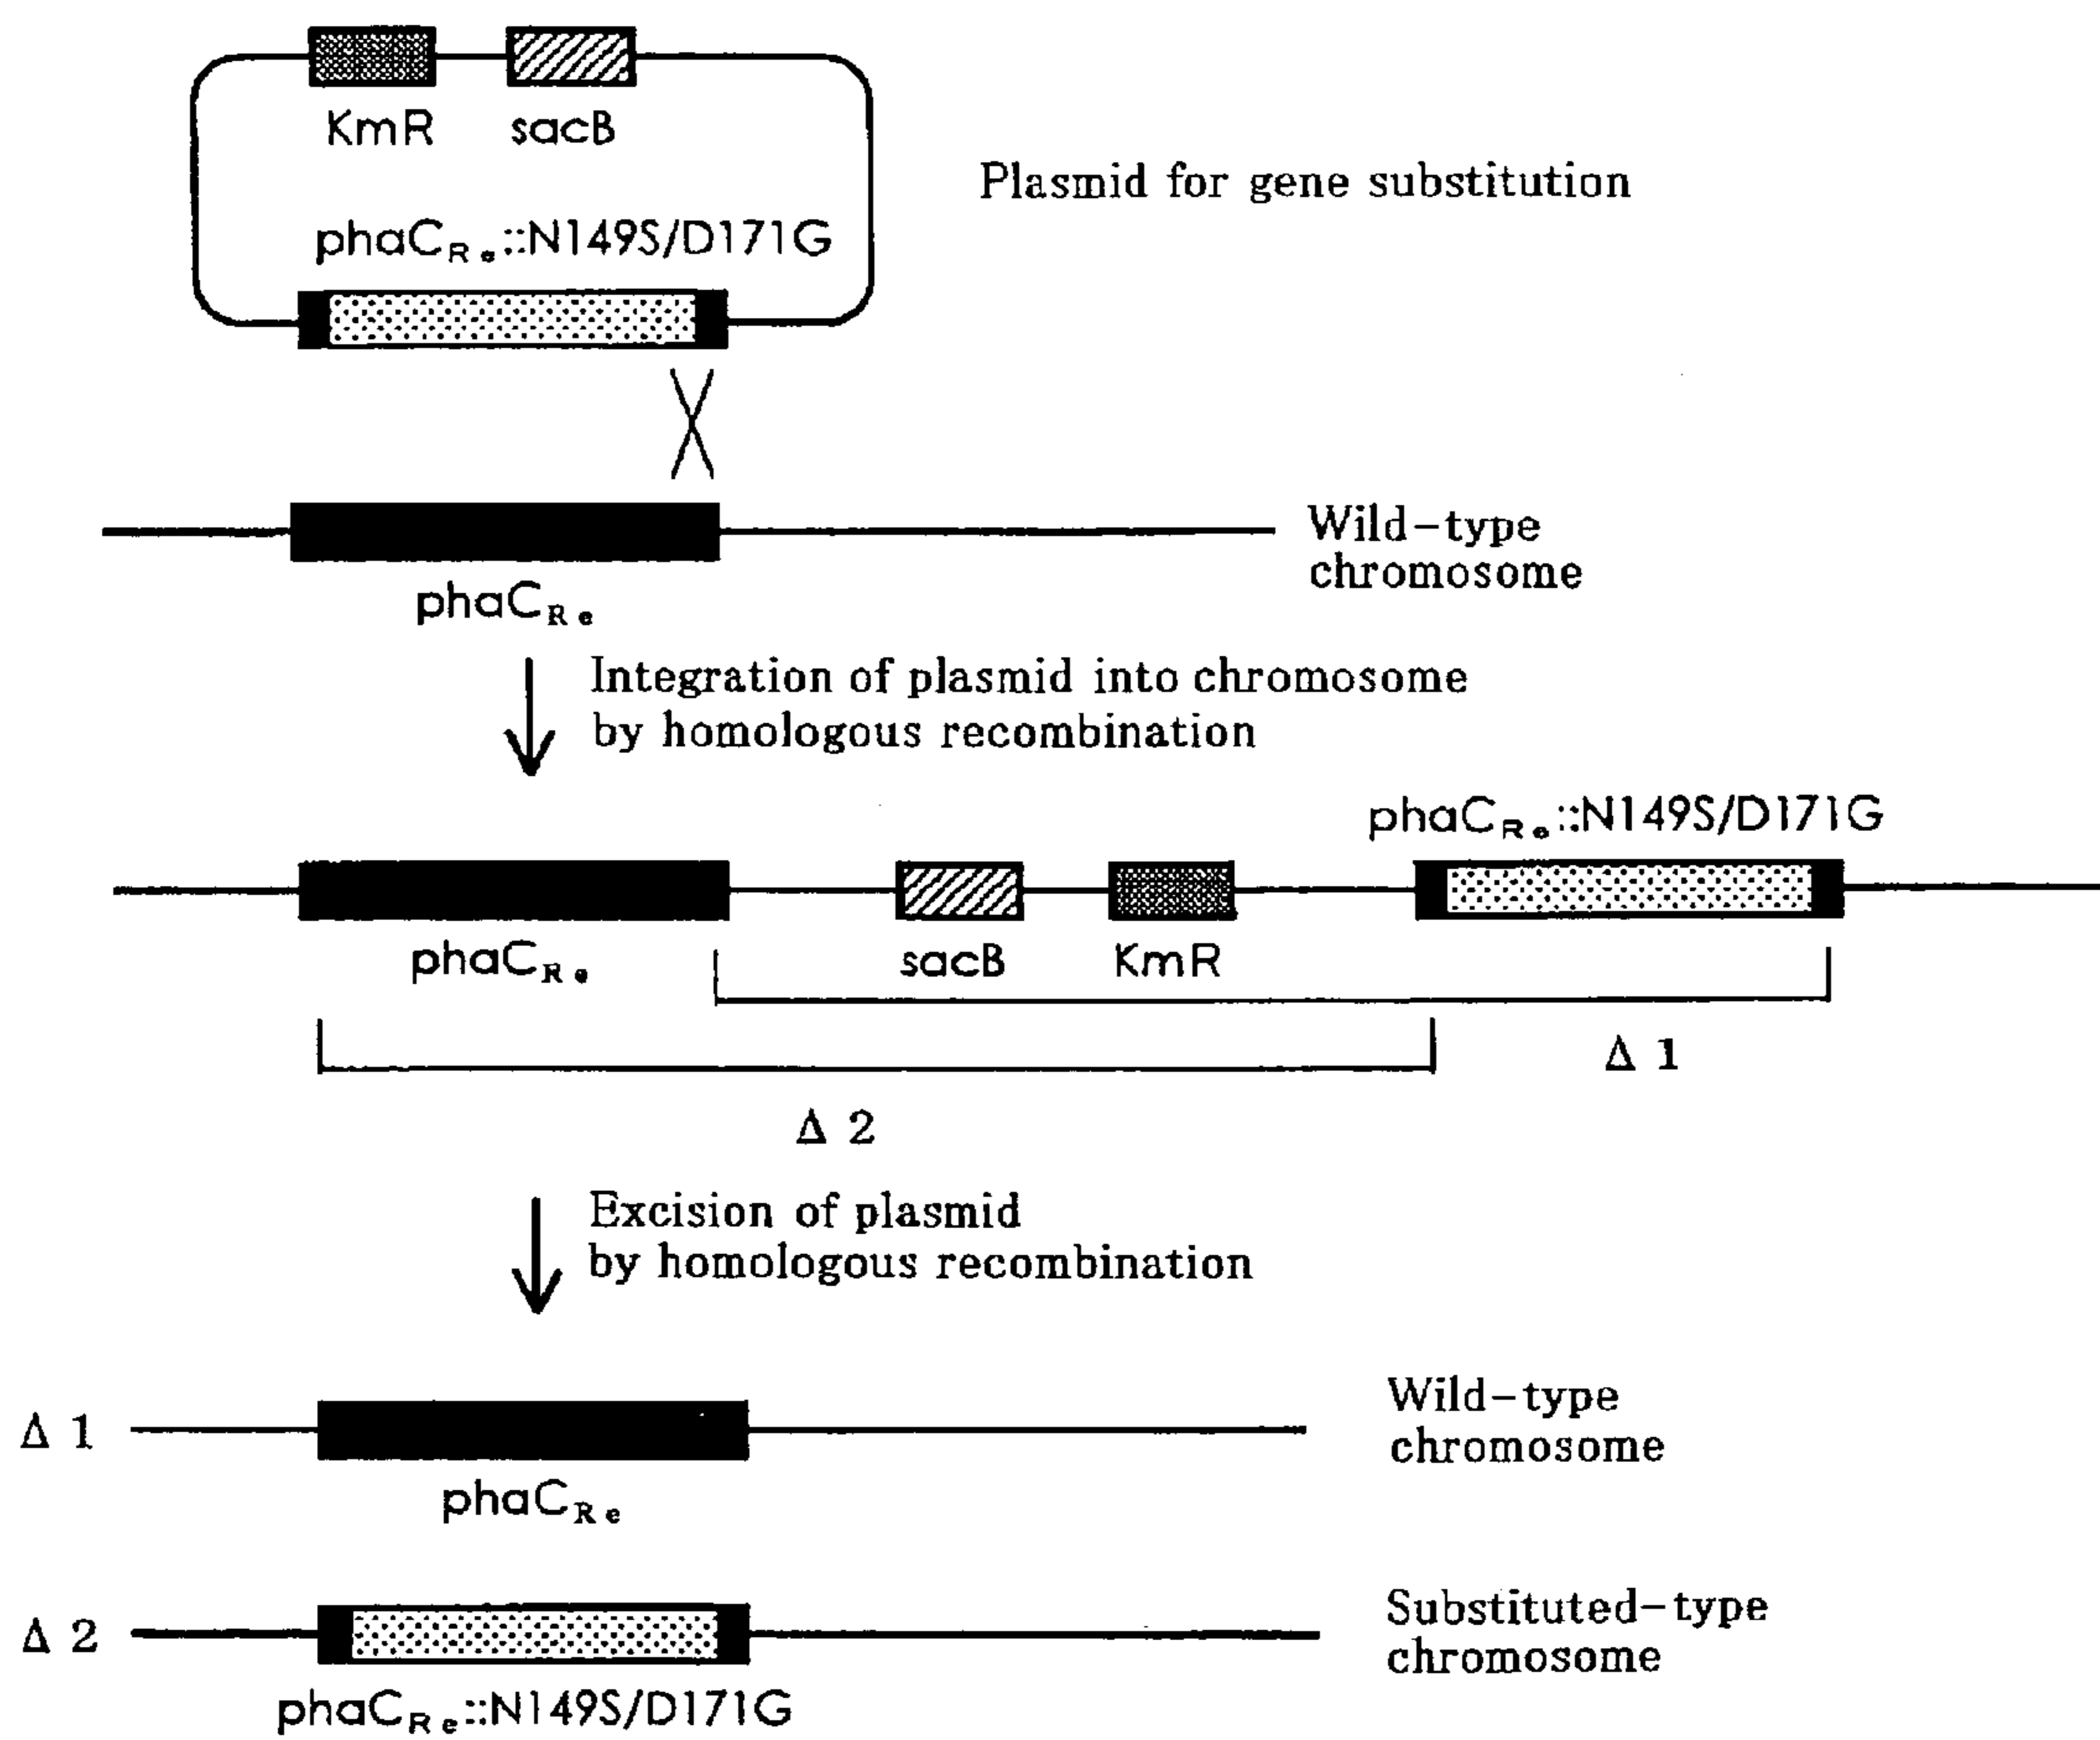 KmR sacB
Plasmid for gene substitution
phaCRe::N149S/D171G
Wild-type
chromosome
phaCRe
Integration of plasmid into chromosome
by homologous recombination
phaCRe::N149S/D171G
phaCRe sacB KmR
Δ 1
Δ 2
Excision of plasmid
by homologous recombination
Δ 1
Wild-type
chromosome
phaCRe
Δ 2
Substituted-type
chromosome
phaCRe::N149S/D171G